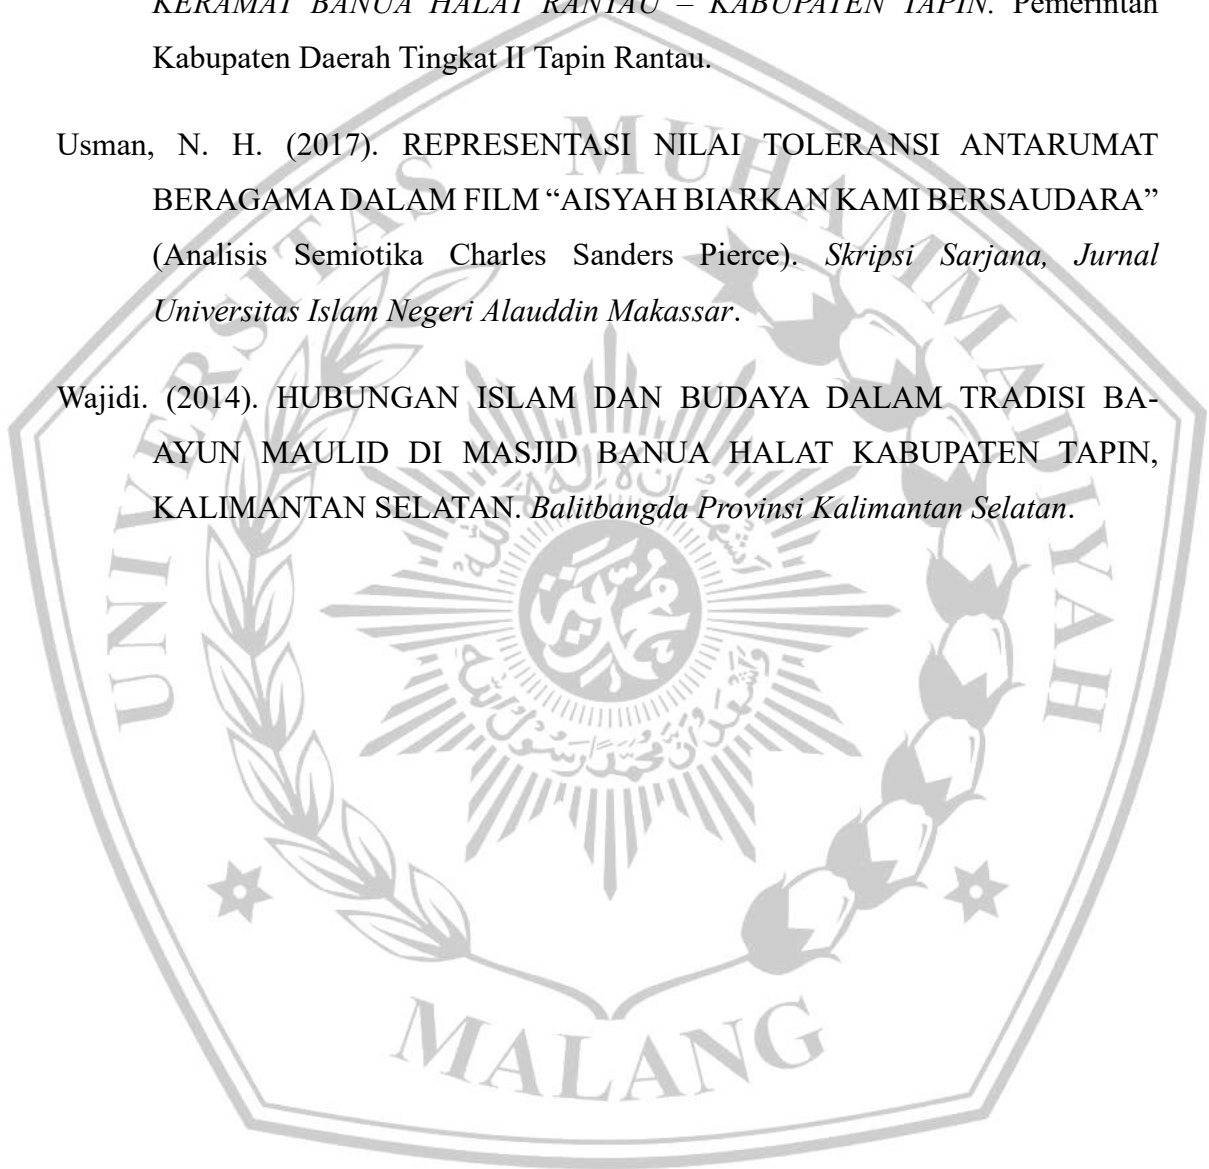 KERAMAT BANUA HALAT RANTAU – KABUPATEN TAPIN. Pemerintah
Kabupaten Daerah Tingkat II Tapin Rantau.
Usman, N. H. (2017). REPRESENTASI NILAI TOLERANSI ANTARUMAT
BERAGAMA DALAM FILM “AISYAH BIARKAN KAMI BERSAUDARA”
(Analisis Semiotika Charles Sanders Pierce). Skripsi Sarjana, Jurnal
Universitas Islam Negeri Alauddin Makassar.
Wajidi. (2014). HUBUNGAN ISLAM DAN BUDAYA DALAM TRADISI BA-
AYUN MAULID DI MASJID BANUA HALAT KABUPATEN TAPIN,
KALIMANTAN SELATAN. Balitbangda Provinsi Kalimantan Selatan.
UNIVERSITAS MUHAMMADIYAH
MALANG